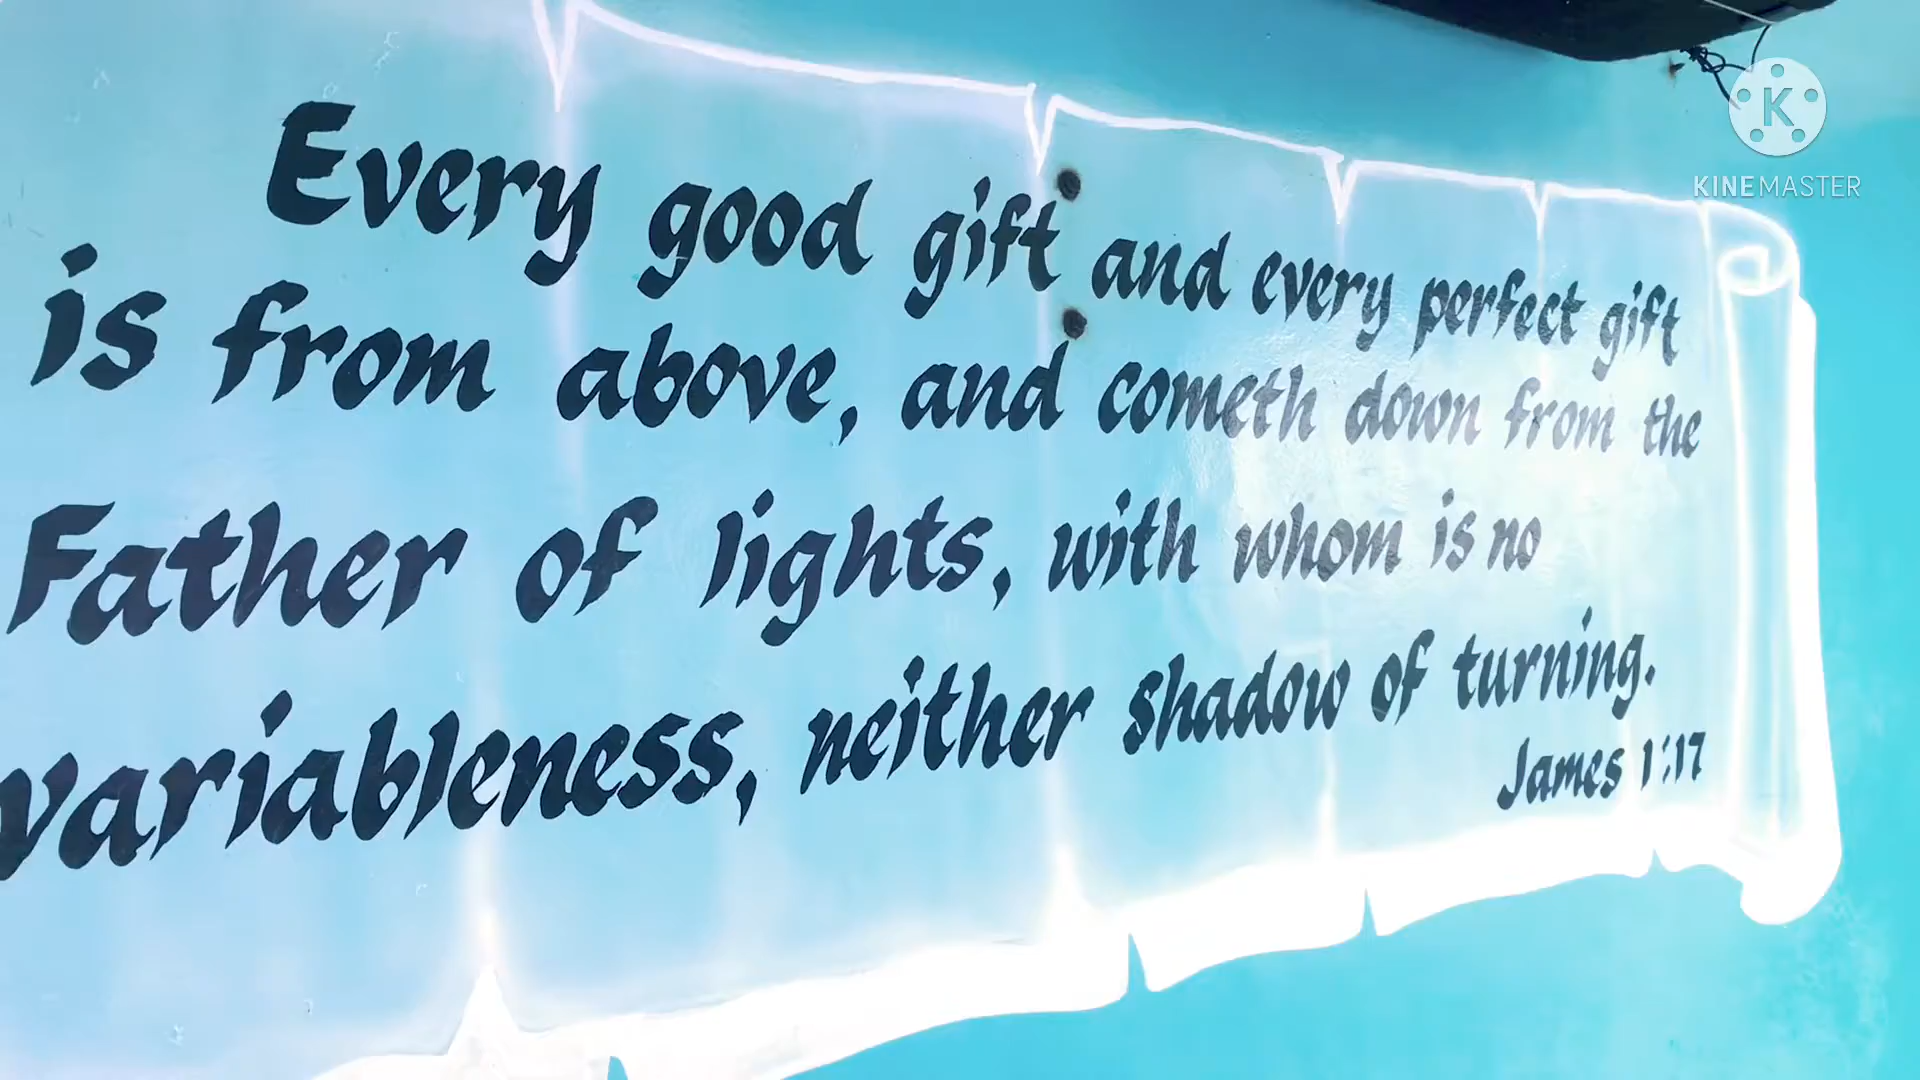 Every good gift and every perfect gift
is from above, and cometh down from the
Father of lights, with whom is no
variableness, neither shadow of turning.
James 1:17
K
KINEMASTER